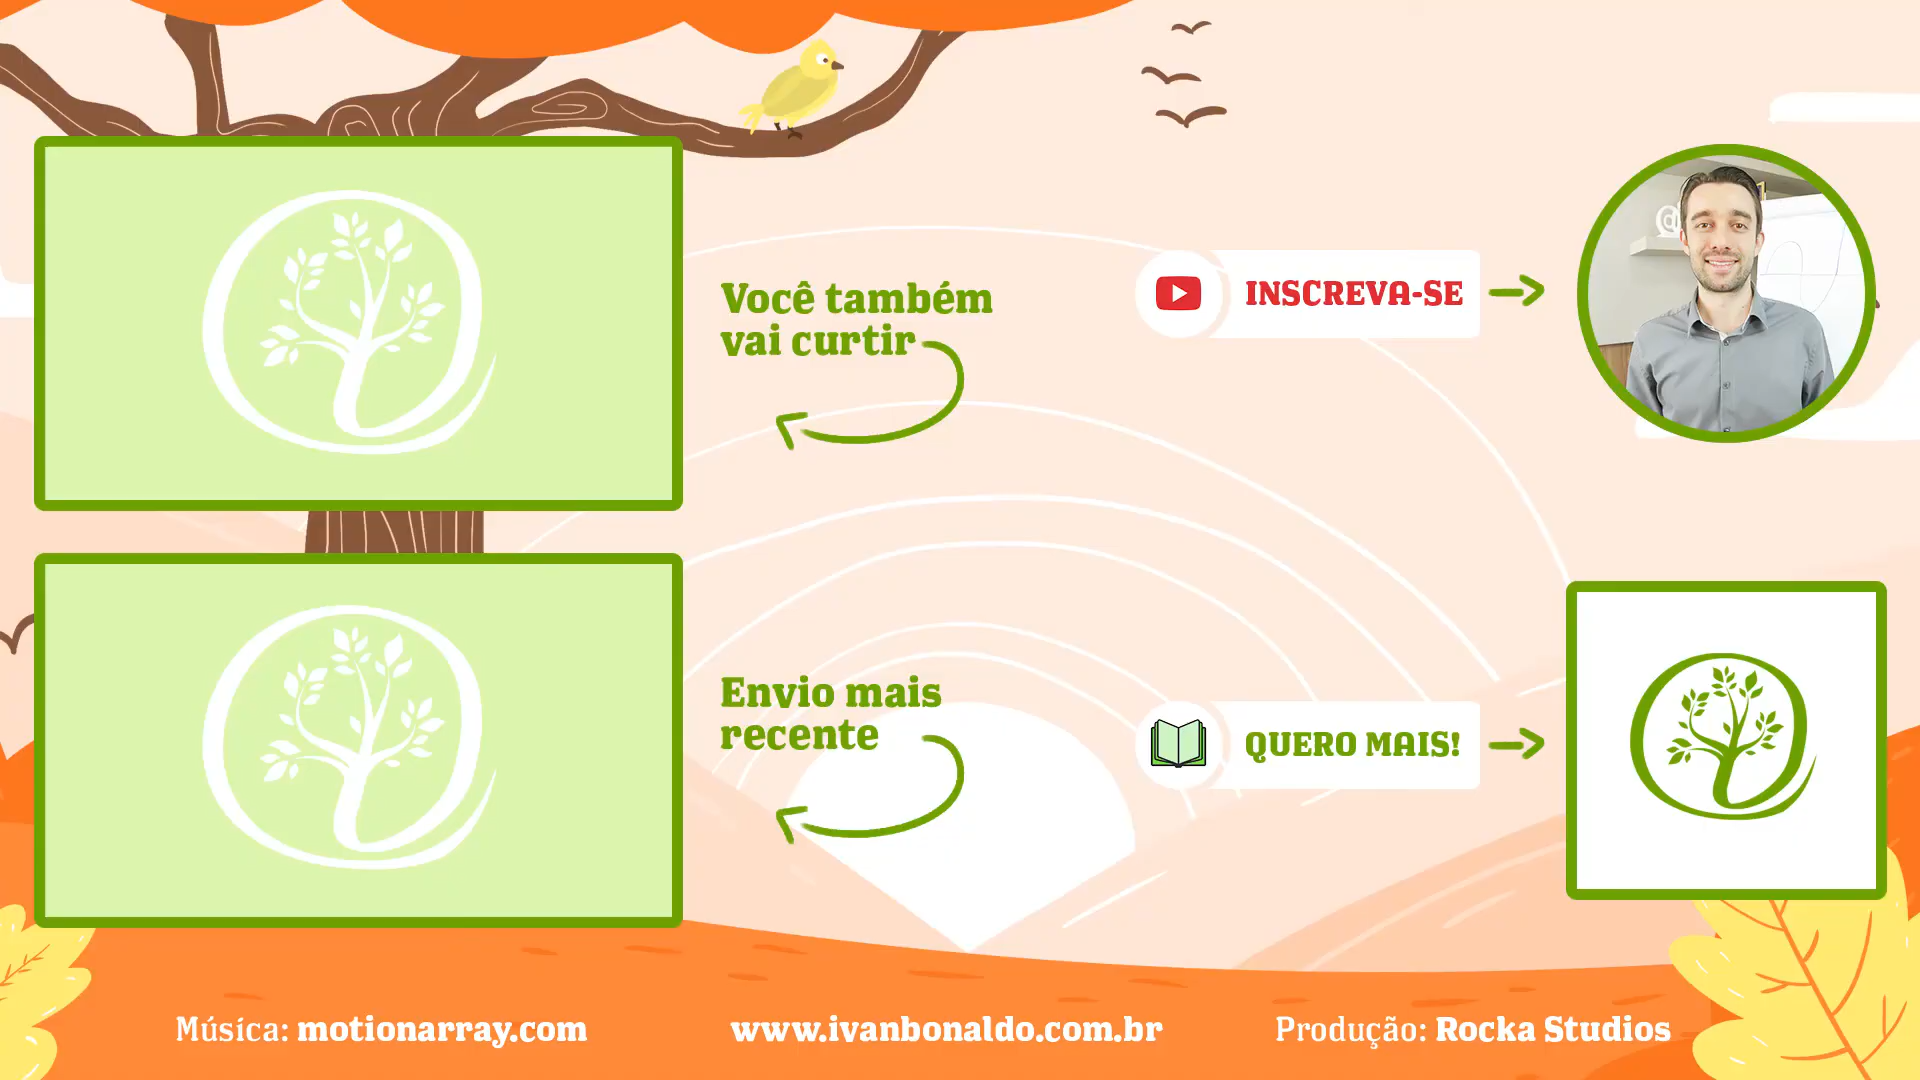 Você também
vai curtir
INSCREVA-SE
@
Envio mais
recente
QUERO MAIS!
Música: motionarray.com
www.ivanbonaldo.com.br
Produção: Rocka Studios